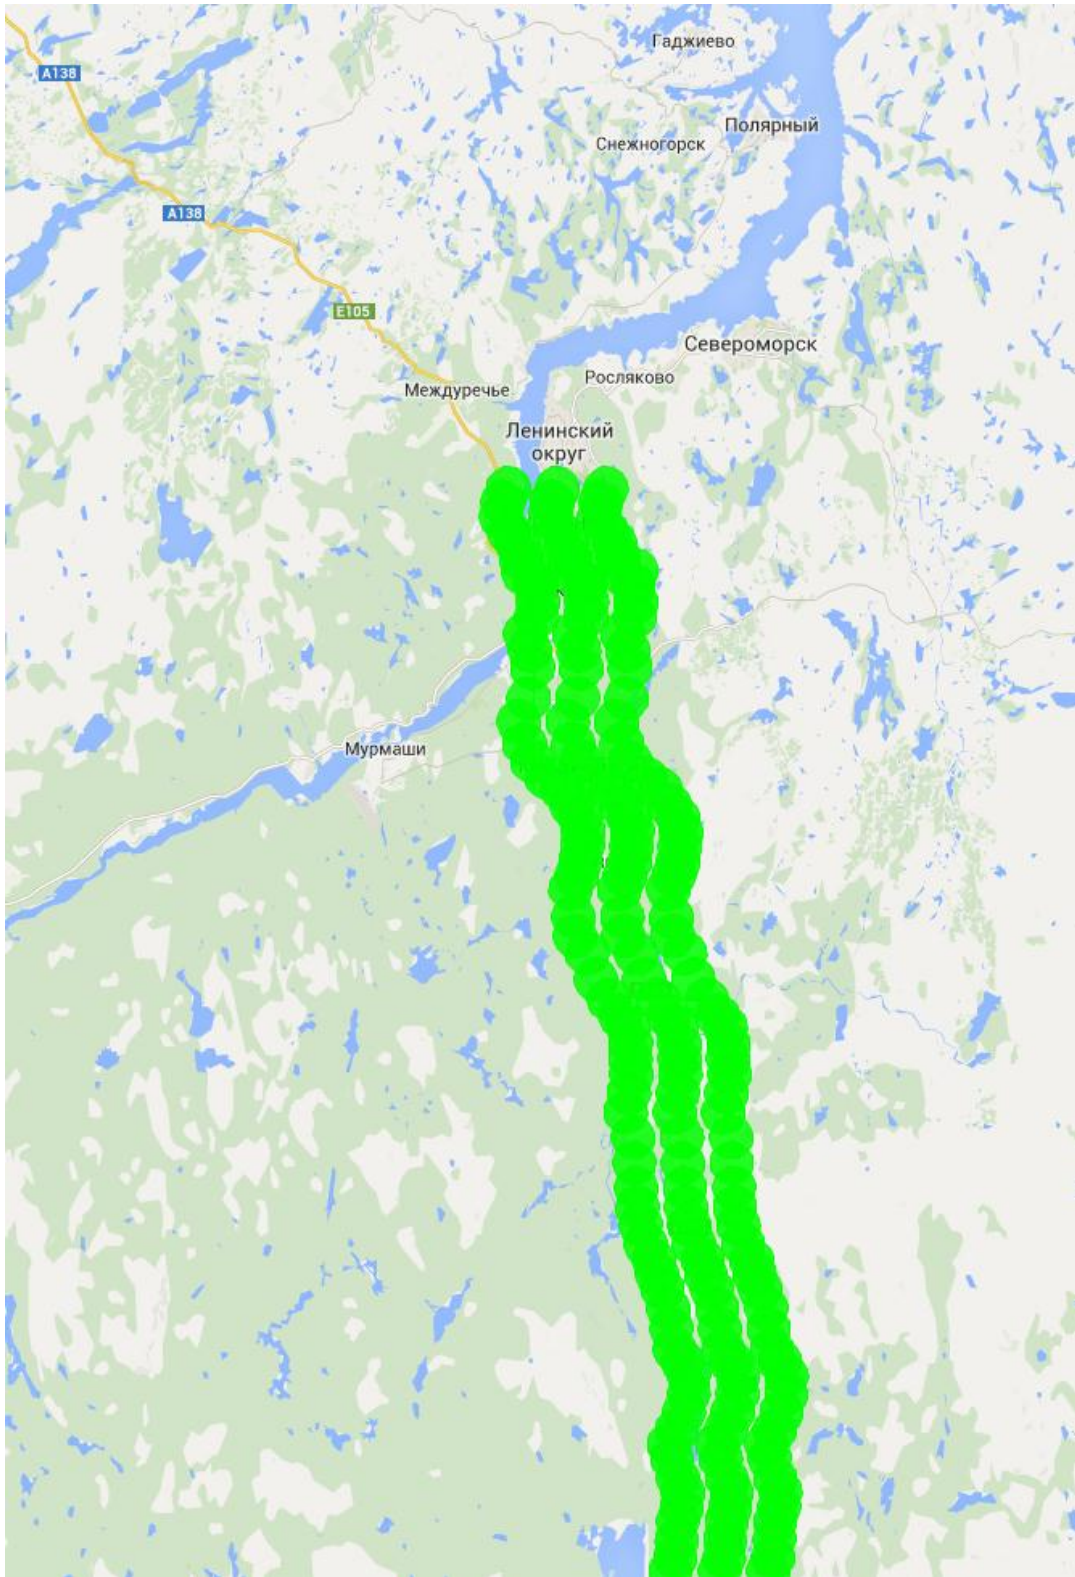 Гаджиево
A138
Полярный
Снежногорск
A138
E105
Североморск
Росляково
Междуречье
Ленинский
округ
Мурмаши